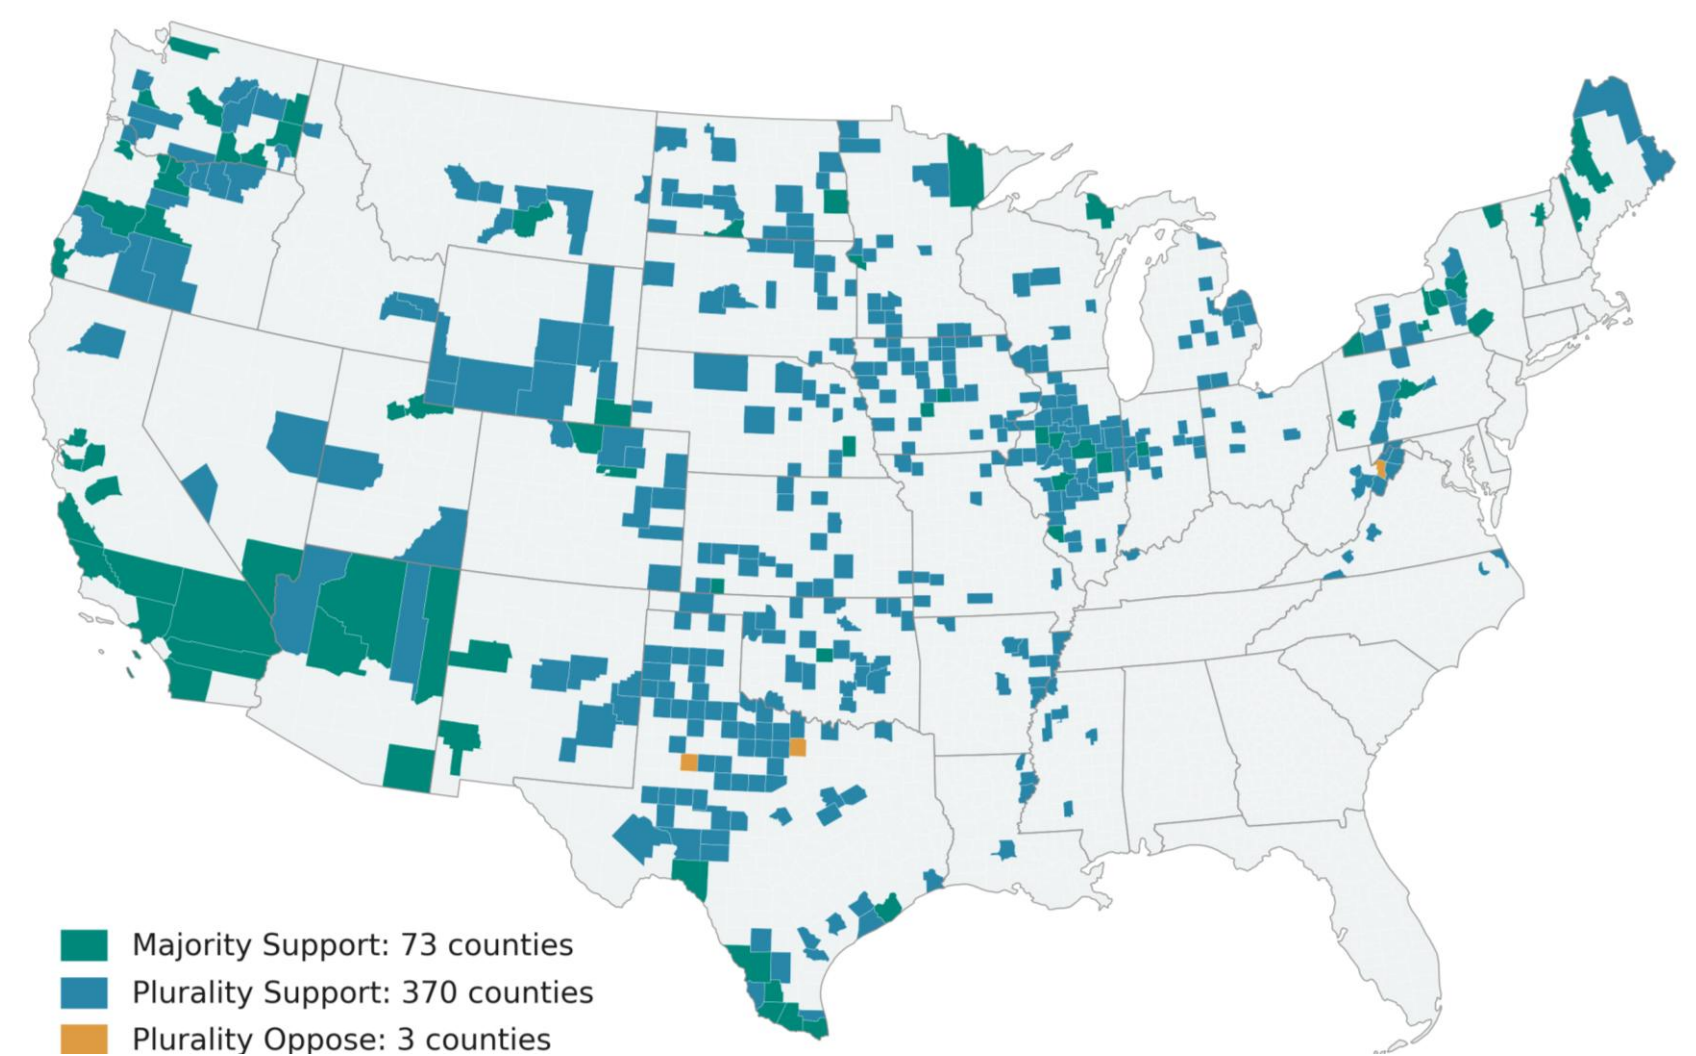 Majority Support: 73 counties
Plurality Support: 370 counties
Plurality Oppose: 3 counties